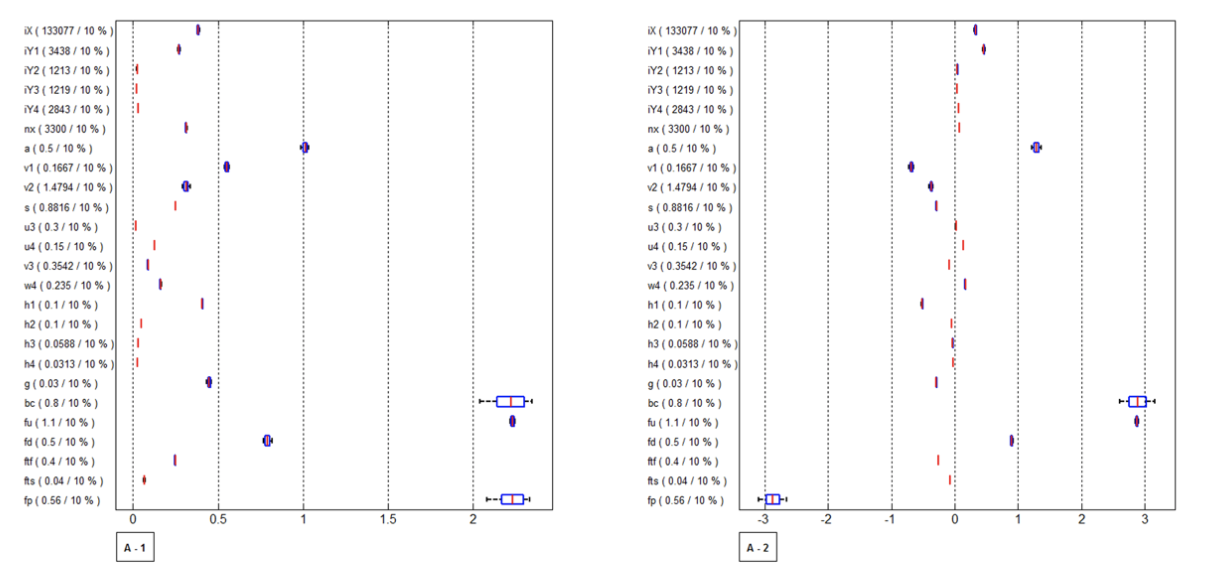 iX ( 133077 / 10 % )
iY1 ( 3438 / 10 % )
iY2 ( 1213 / 10 % )
iY3 ( 1219 / 10 % )
iY4 ( 2843 / 10 % )
nx ( 3300 / 10 % )
a ( 0.5 / 10 % )
v1 ( 0.1667 / 10 % )
v2 ( 1.4794 / 10 % )
s ( 0.8816 / 10 % )
u3 ( 0.3 / 10 % )
u4 ( 0.15 / 10 % )
v3 ( 0.3542 / 10 % )
w4 ( 0.235 / 10 % )
h1 ( 0.1 / 10 % )
h2 ( 0.1 / 10 % )
h3 ( 0.0588 / 10 % )
h4 ( 0.0313 / 10 % )
g ( 0.03 / 10 % )
bc ( 0.8 / 10 % )
fu ( 1.1 / 10 % )
fd ( 0.5 / 10 % )
ftf ( 0.4 / 10 % )
fts ( 0.04 / 10 % )
fp ( 0.56 / 10 % )
0 0.5 1 1.5 2
A - 1
iX ( 133077 / 10 % )
iY1 ( 3438 / 10 % )
iY2 ( 1213 / 10 % )
iY3 ( 1219 / 10 % )
iY4 ( 2843 / 10 % )
nx ( 3300 / 10 % )
a ( 0.5 / 10 % )
v1 ( 0.1667 / 10 % )
v2 ( 1.4794 / 10 % )
s ( 0.8816 / 10 % )
u3 ( 0.3 / 10 % )
u4 ( 0.15 / 10 % )
v3 ( 0.3542 / 10 % )
w4 ( 0.235 / 10 % )
h1 ( 0.1 / 10 % )
h2 ( 0.1 / 10 % )
h3 ( 0.0588 / 10 % )
h4 ( 0.0313 / 10 % )
g ( 0.03 / 10 % )
bc ( 0.8 / 10 % )
fu ( 1.1 / 10 % )
fd ( 0.5 / 10 % )
ftf ( 0.4 / 10 % )
fts ( 0.04 / 10 % )
fp ( 0.56 / 10 % )
-3 -2 -1 0 1 2 3
A - 2